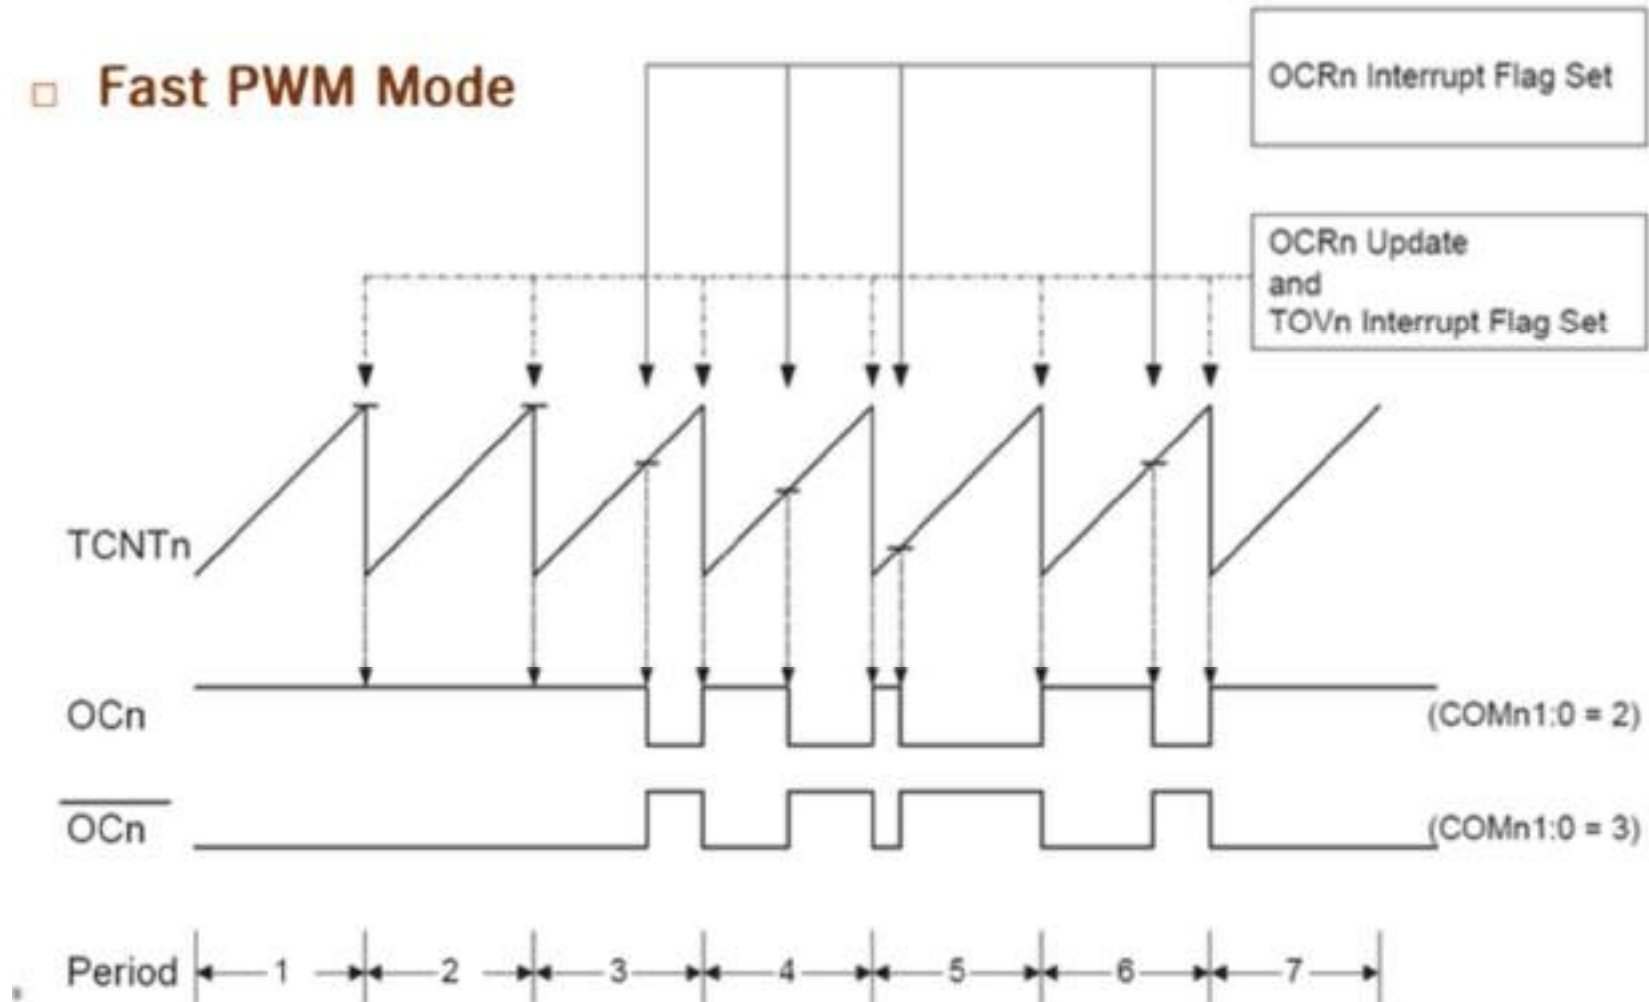 Fast PWM Mode
OCRn Interrupt Flag Set
OCRn Update
and
TOVn Interrupt Flag Set
TCNTn
OCn
(COMn1:0 = 2)
OCn
(COMn1:0 = 3)
Period 1 2 3 4 5 6 7